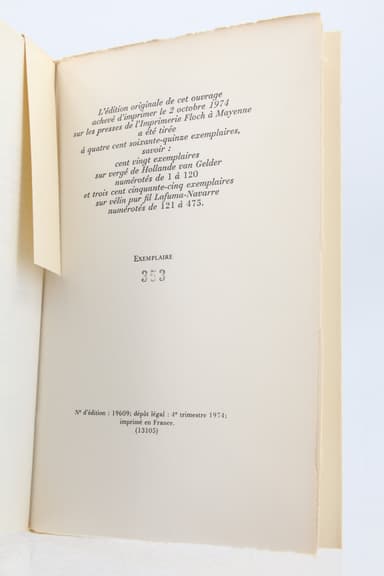 L'édition originale de cet ouvrage
achevé d'imprimer le 2 octobre 1974
sur les presses de l'Imprimerie Floch à Mayenne
a été tirée
à quatre cent soixante-quinze exemplaires,
savoir :
cent vingt exemplaires
sur vergé de Hollande van Gelder
numérotés de 1 à 120
et trois cent cinquante-cinq exemplaires
sur vélin pur fil Lafuma-Navarre
numérotés de 121 à 475.
EXEMPLAIRE
353
N° d'édition : 19609; dépôt légal : 4e trimestre 1974;
imprimé en France.
(13105)